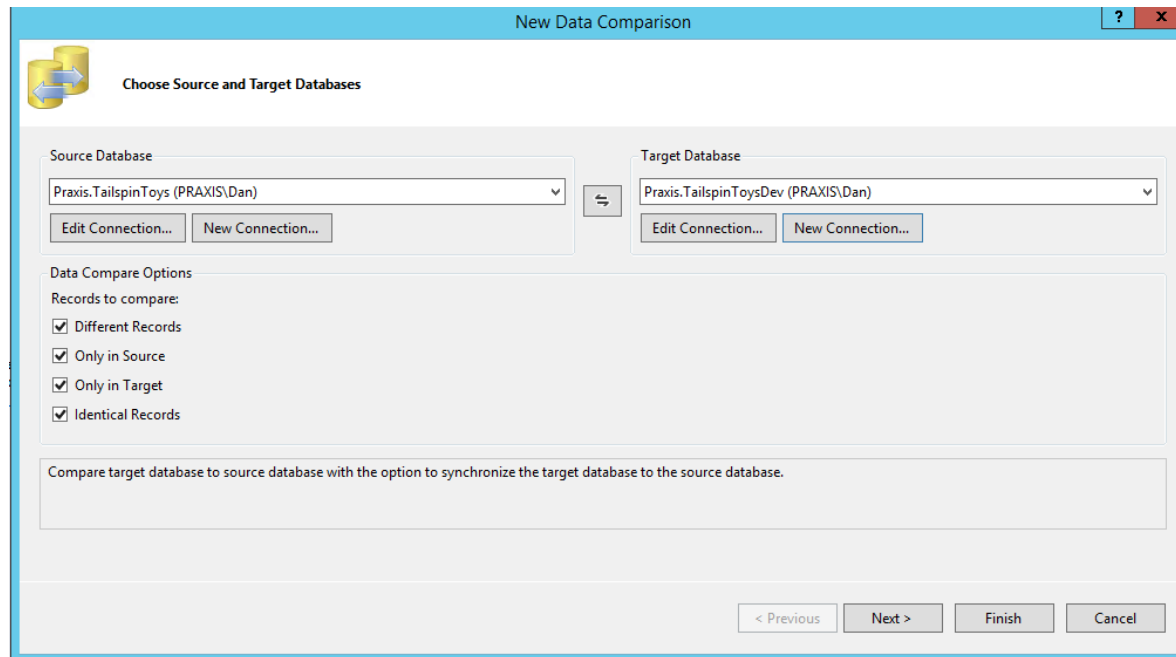 New Data Comparison
? x
Choose Source and Target Databases
Source Database
Praxis.TailspinToys (PRAXIS\Dan)
Edit Connection... New Connection...
Target Database
Praxis.TailspinToysDev (PRAXIS\Dan)
Edit Connection... New Connection...
Data Compare Options
Records to compare:
Different Records
Only in Source
Only in Target
Identical Records
Compare target database to source database with the option to synchronize the target database to the source database.
< Previous Next > Finish Cancel